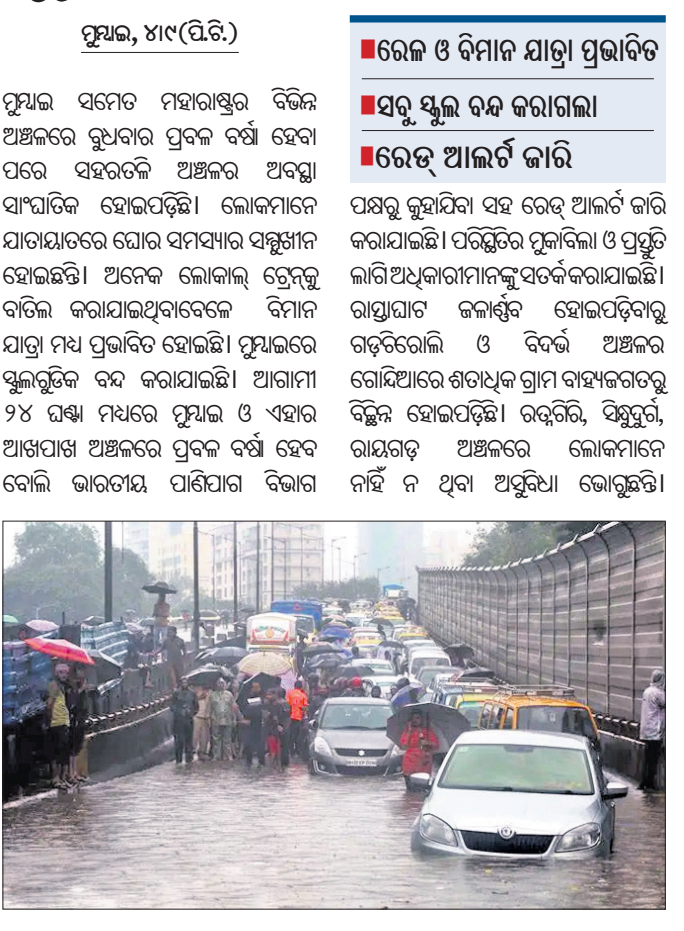 ମୁମ୍ବାଇ, ୪।୯(ପି.ଟି.)
ମୁମ୍ବାଇ ସମେତ ମହାରାଷ୍ଟ୍ରର ବିଭିନ୍ନ
ଅଞ୍ଚଳରେ ବୁଧବାର ପ୍ରବଳ ବର୍ଷା ହେବା
ପରେ ସହରତଳି ଅଞ୍ଚଳର ଅବସ୍ଥା
ସାଂଘାତିକ ହୋଇପଡ଼ିଛି। ଲୋକମାନେ
ଯାତାୟାତରେ ଘୋର ସମସ୍ୟାର ସମ୍ମୁଖୀନ
ହୋଇଛନ୍ତି। ଅନେକ ଲୋକାଲ୍ ଟ୍ରେନ୍‌କୁ
ବାତିଲ କରାଯାଇଥିବାବେଳେ ବିମାନ
ଯାତ୍ରା ମଧ୍ୟ ପ୍ରଭାବିତ ହୋଇଛି। ମୁମ୍ବାଇରେ
ସ୍କୁଲଗୁଡ଼ିକ ବନ୍ଦ କରାଯାଇଛି। ଆଗାମୀ
୨୪ ଘଣ୍ଟା ମଧ୍ୟରେ ମୁମ୍ବାଇ ଓ ଏହାର
ଆଖପାଖ ଅଞ୍ଚଳରେ ପ୍ରବଳ ବର୍ଷା ହେବ
ବୋଲି ଭାରତୀୟ ପାଣିପାଗ ବିଭାଗ
ରେଳ ଓ ବିମାନ ଯାତ୍ରା ପ୍ରଭାବିତ
ସବୁ ସ୍କୁଲ ବନ୍ଦ କରାଗଲା
ରେଡ୍ ଆଲର୍ଟ ଜାରି
ପକ୍ଷରୁ କୁହାଯିବା ସହ ରେଡ୍ ଆଲର୍ଟ ଜାରି
କରାଯାଇଛି। ପରିସ୍ଥିତିର ମୁକାବିଲା ଓ ପ୍ରସ୍ତୁତି
ଲାଗି ଅଧିକାରୀମାନଙ୍କୁ ସତର୍କ କରାଯାଇଛି।
ରାସ୍ତାଘାଟ ଜଳାର୍ଣ୍ଣବ ହୋଇପଡ଼ିବାରୁ
ଗଡ଼ଚିରୋଲି ଓ ବିଦର୍ଭ ଅଞ୍ଚଳର
ଗୋନ୍ଦିଆରେ ଶତାଧିକ ଗ୍ରାମ ବାହ୍ୟଜଗତରୁ
ବିଚ୍ଛିନ୍ନ ହୋଇପଡ଼ିଛି। ରତ୍ନଗିରି, ସିନ୍ଧୁଦୁର୍ଗ,
ରାୟଗଡ଼ ଅଞ୍ଚଳରେ ଲୋକମାନେ
ନାହିଁ ନ ଥିବା ଅସୁବିଧା ଭୋଗୁଛନ୍ତି।